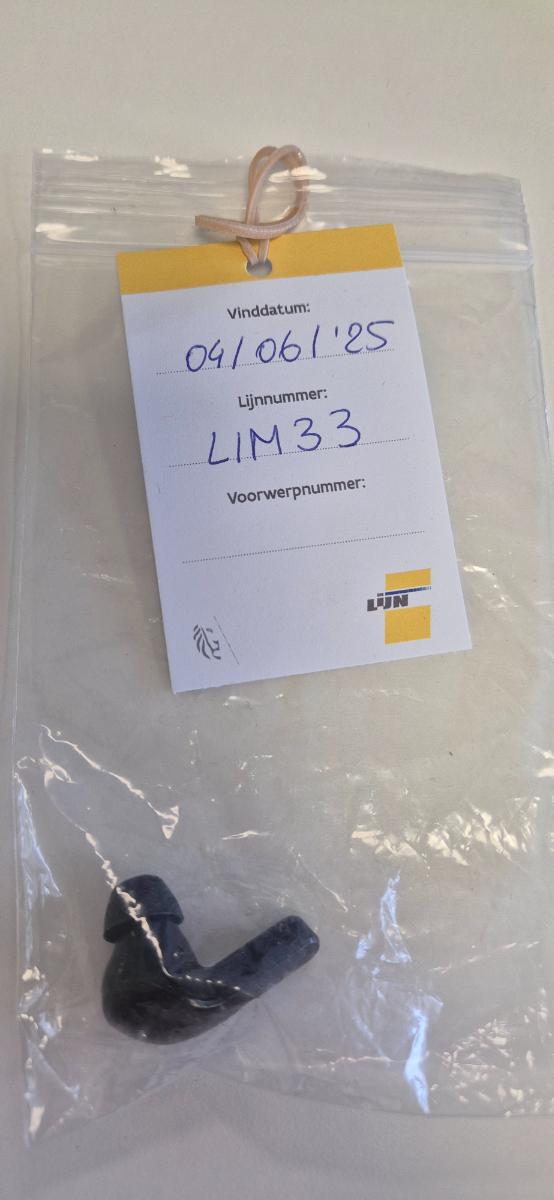 Vinddatum:
04/06/'25
Lijnnummer:
LIM33
Voorwerpnummer:
LIJN